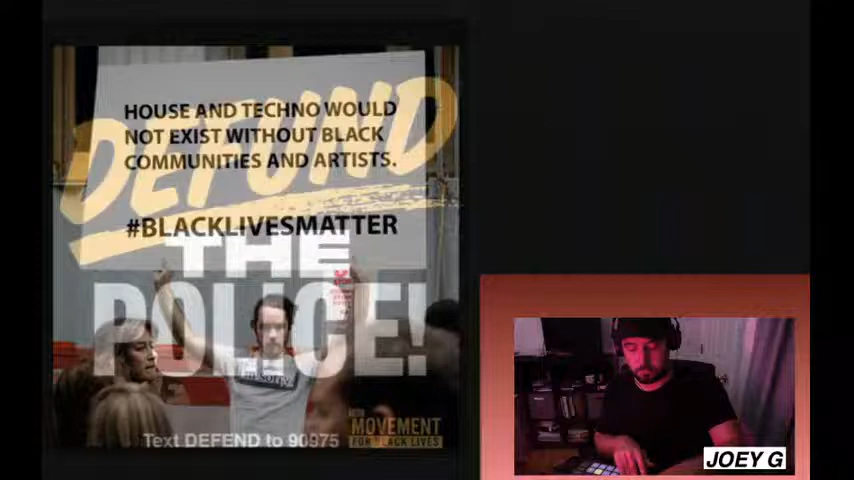 DEFUND
HOUSE AND TECHNO WOULD
NOT EXIST WITHOUT BLACK
COMMUNITIES AND ARTISTS.
#BLACKLIVESMATTER
THE
POLICE!
I'm sorry.
Text DEFEND to 90975
MOVEMENT
FOR BLACK LIVES
JOEY G